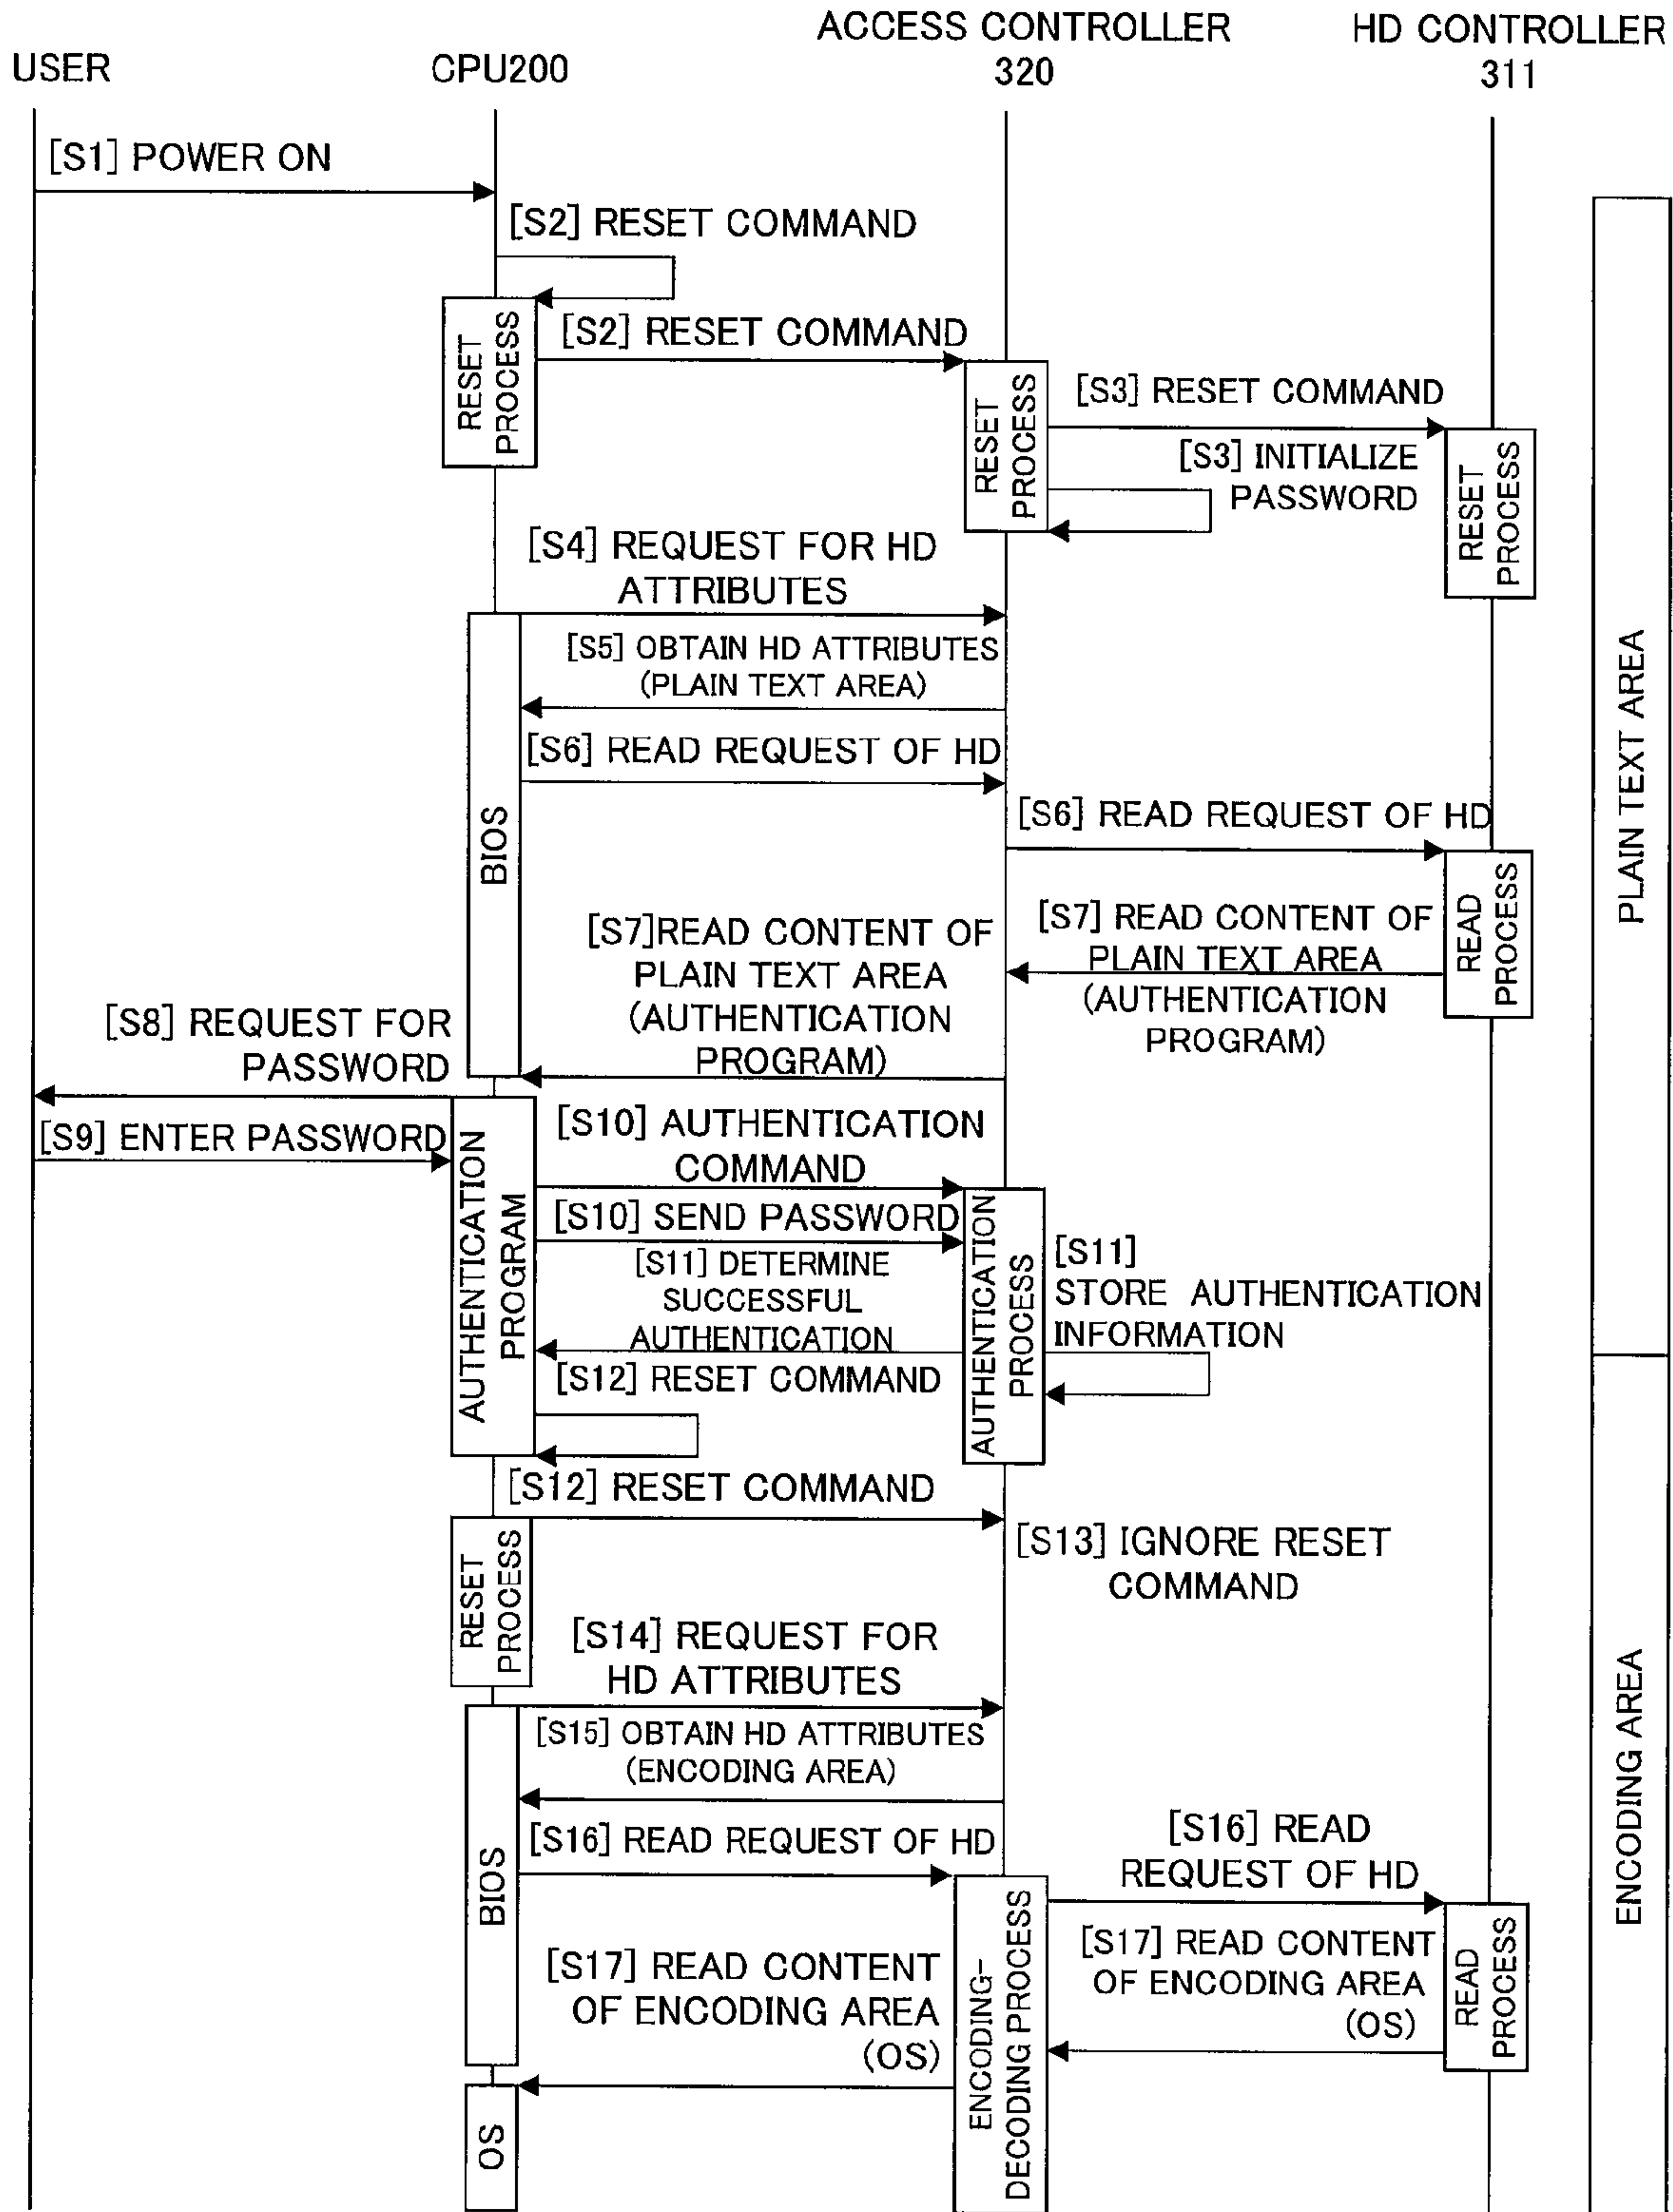 USER
CPU200
ACCESS CONTROLLER
320
HD CONTROLLER
311
[S1] POWER ON
[S2] RESET COMMAND
RESET
PROCESS
[S2] RESET COMMAND
RESET
PROCESS
[S3] RESET COMMAND
[S3] INITIALIZE
PASSWORD
RESET
PROCESS
[S4] REQUEST FOR HD
ATTRIBUTES
[S5] OBTAIN HD ATTRIBUTES
(PLAIN TEXT AREA)
[S6] READ REQUEST OF HD
BIOS
[S6] READ REQUEST OF HD
READ
PROCESS
[S7] READ CONTENT OF
PLAIN TEXT AREA
(AUTHENTICATION
PROGRAM)
[S7]READ CONTENT OF
PLAIN TEXT AREA
(AUTHENTICATION
PROGRAM)
PLAIN TEXT AREA
[S8] REQUEST FOR
PASSWORD
[S9] ENTER PASSWORD
AUTHENTICATION
PROGRAM
[S10] AUTHENTICATION
COMMAND
[S10] SEND PASSWORD
[S11] DETERMINE
SUCCESSFUL
AUTHENTICATION
AUTHENTICATION
PROCESS
[S11]
STORE AUTHENTICATION
INFORMATION
[S12] RESET COMMAND
[S12] RESET COMMAND
RESET
PROCESS
[S13] IGNORE RESET
COMMAND
[S14] REQUEST FOR
HD ATTRIBUTES
[S15] OBTAIN HD ATTRIBUTES
(ENCODING AREA)
[S16] READ REQUEST OF HD
BIOS
[S16] READ
REQUEST OF HD
ENCODING-
DECODING PROCESS
READ
PROCESS
[S17] READ CONTENT
OF ENCODING AREA
(OS)
[S17] READ CONTENT
OF ENCODING AREA
(OS)
OS
ENCODING AREA